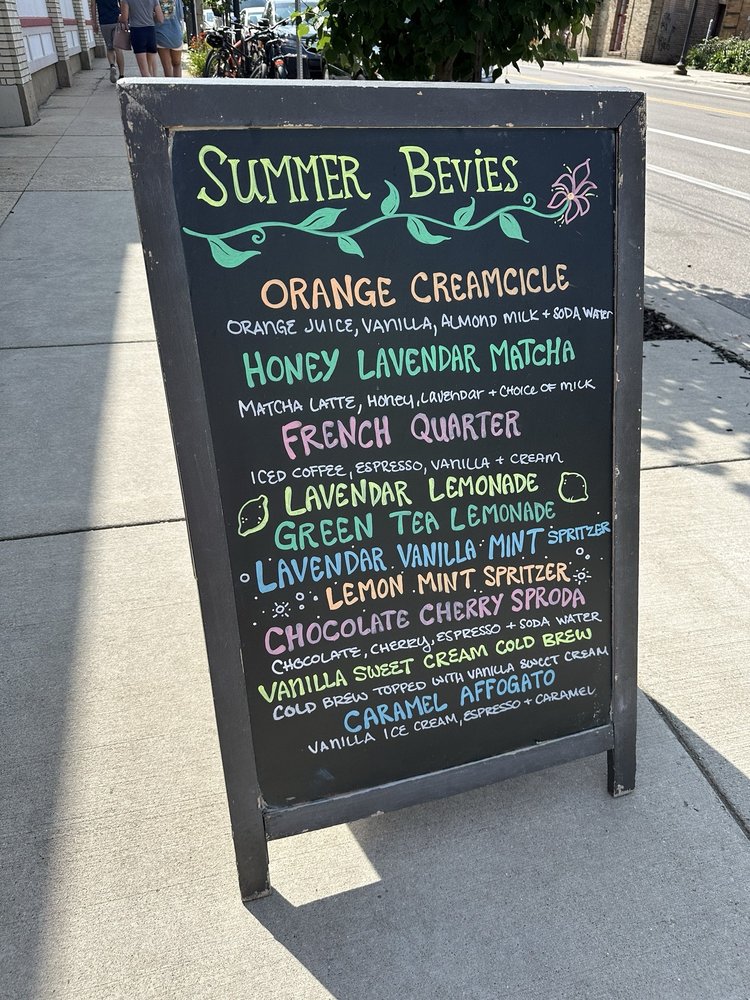 Summer Bevies
ORANGE CREAMCICLE
ORANGE JUICE, VANILLA, ALMOND MILK + SODA WATER
HONEY LAVENDAR MATCHA
MATCHA LATTE, HONEY, LAVENDAR + CHOICE OF MILK
FRENCH QUARTER
ICED COFFEE, ESPRESSO, VANILLA + CREAM
LAVENDAR LEMONADE
GREEN TEA LEMONADE
LAVENDAR VANILLA MINT SPRITZER
LEMON MINT SPRITZER
CHOCOLATE CHERRY SPRODA
CHOCOLATE, CHERRY, ESPRESSO + SODA WATER
VANILLA SWEET CREAM COLD BREW
COLD BREW TOPPED WITH VANILLA SWEET CREAM
CARAMEL AFFOGATO
VANILLA ICE CREAM, ESPRESSO + CARAMEL